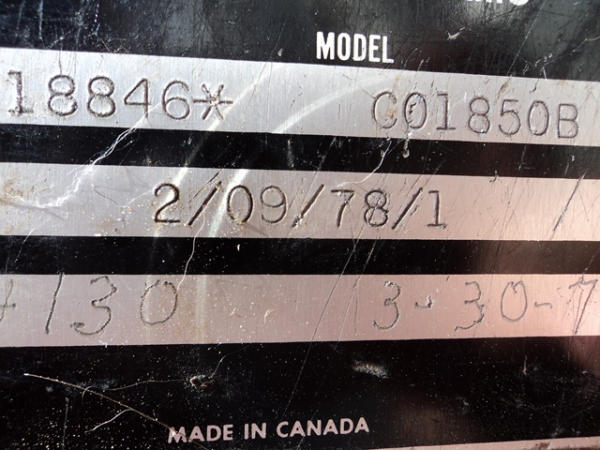 MODEL
18846* C01850B
2/09/78/1
130 3-30-7
MADE IN CANADA